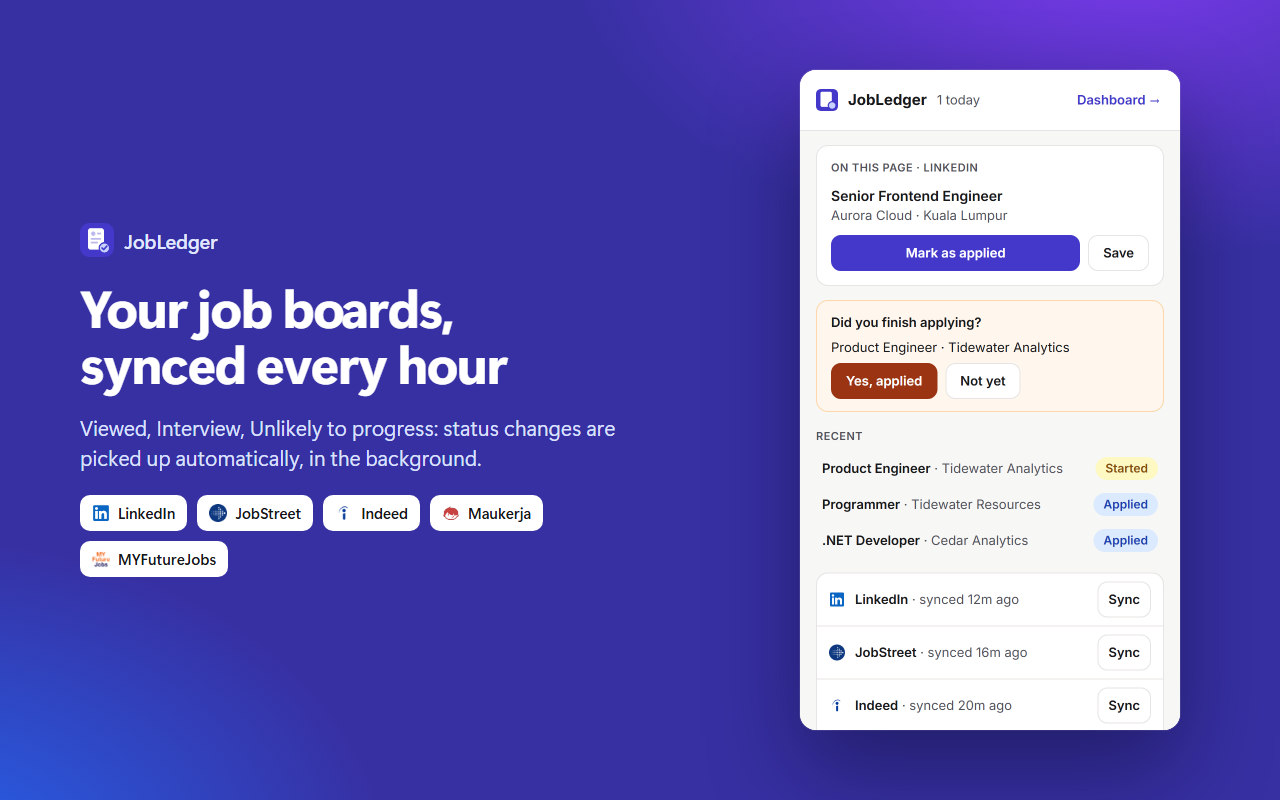 JobLedger
Your job boards,
synced every hour
Viewed, Interview, Unlikely to progress: status changes are
picked up automatically, in the background.
LinkedIn
JobStreet
Indeed
Maukerja
MY Future Jobs
MYFutureJobs
JobLedger 1 today
Dashboard →
ON THIS PAGE · LINKEDIN
Senior Frontend Engineer
Aurora Cloud · Kuala Lumpur
Mark as applied
Save
Did you finish applying?
Product Engineer · Tidewater Analytics
Yes, applied
Not yet
RECENT
Product Engineer · Tidewater Analytics
Started
Programmer · Tidewater Resources
Applied
.NET Developer · Cedar Analytics
Applied
LinkedIn · synced 12m ago
Sync
JobStreet · synced 16m ago
Sync
Indeed · synced 20m ago
Sync